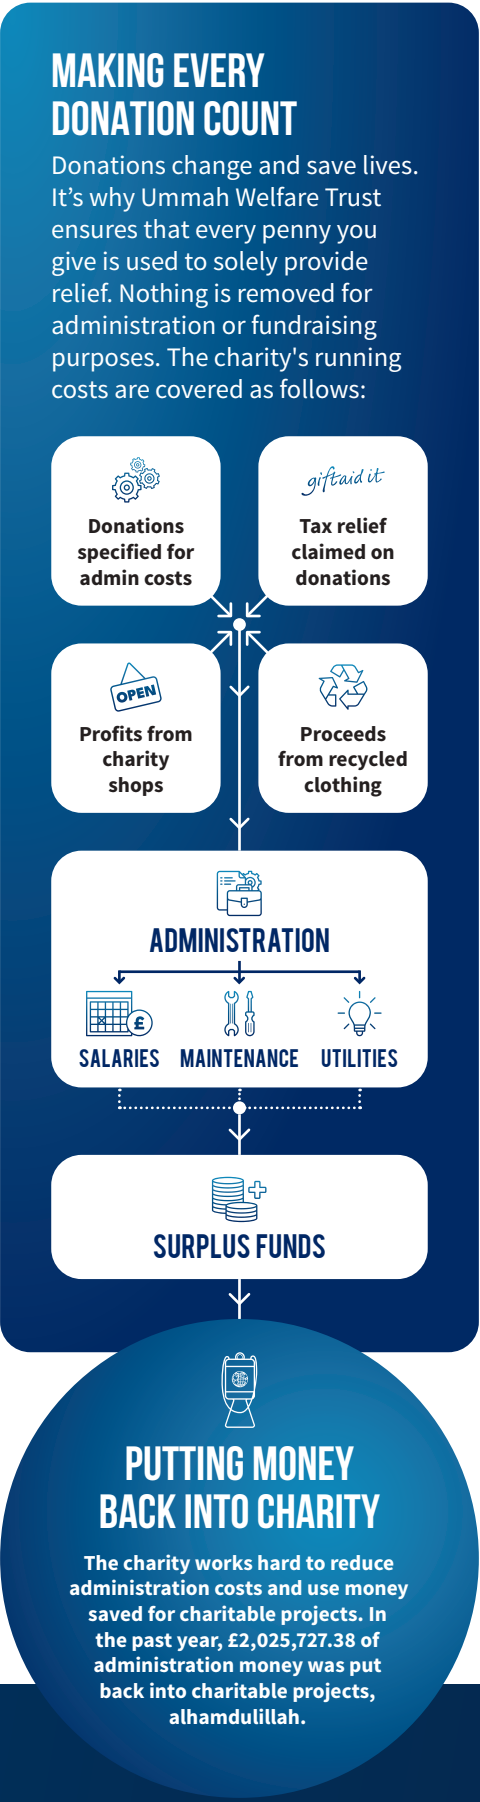 MAKING EVERY
DONATION COUNT
Donations change and save lives.
It’s why Ummah Welfare Trust
ensures that every penny you
give is used to solely provide
relief. Nothing is removed for
administration or fundraising
purposes. The charity's running
costs are covered as follows:
Donations
specified for
admin costs
giftaid it
Tax relief
claimed on
donations
OPEN
Profits from
charity
shops
Proceeds
from recycled
clothing
ADMINISTRATION
£
SALARIES MAINTENANCE UTILITIES
SURPLUS FUNDS
PUTTING MONEY
BACK INTO CHARITY
The charity works hard to reduce
administration costs and use money
saved for charitable projects. In
the past year, £2,025,727.38 of
administration money was put
back into charitable projects,
alhamdulillah.